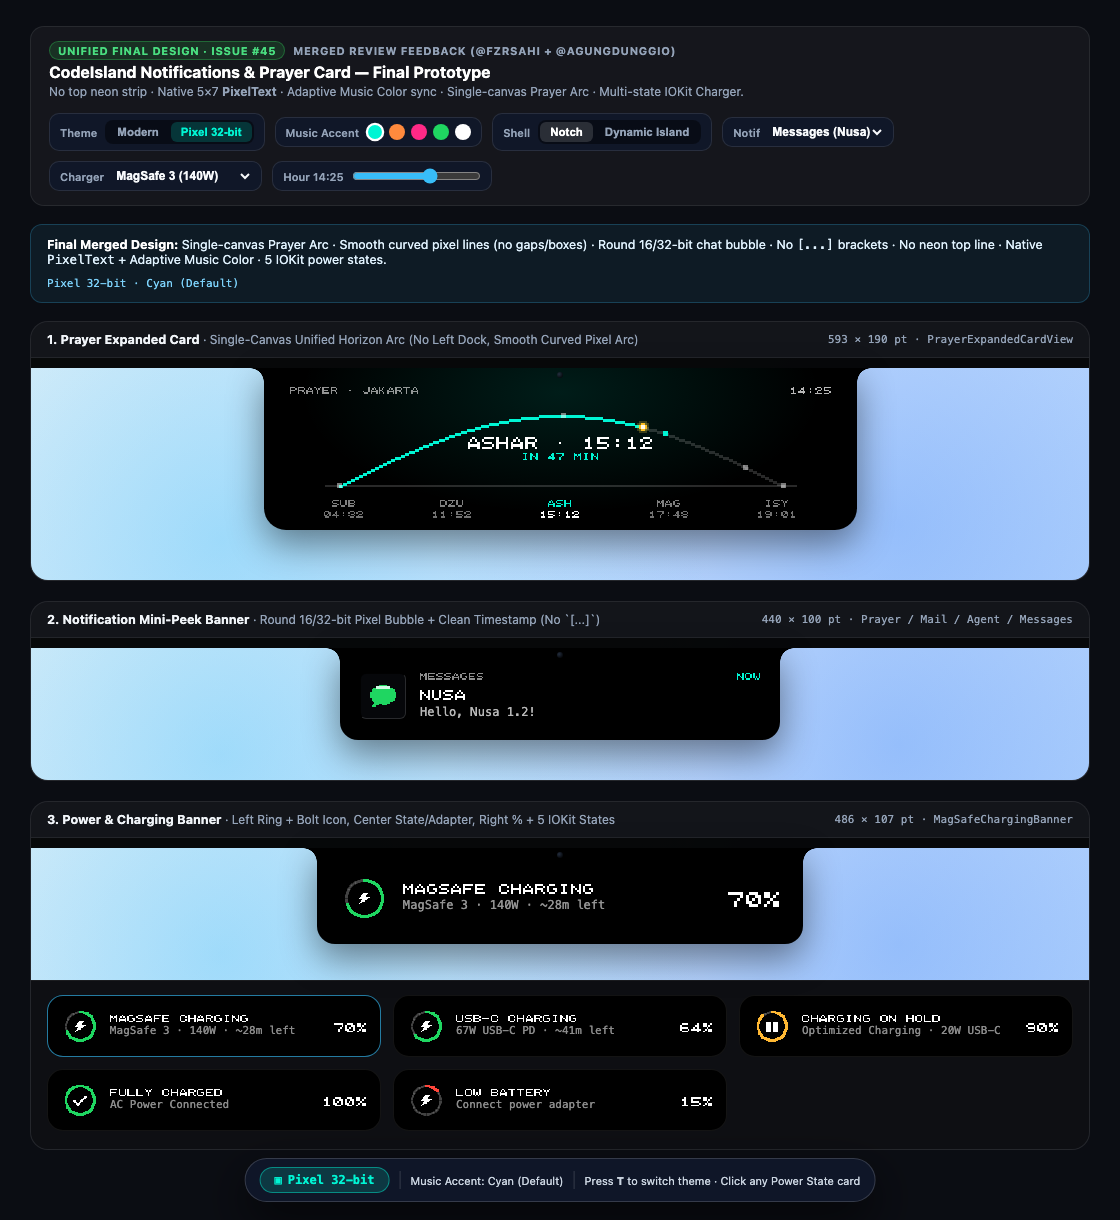 UNIFIED FINAL DESIGN · ISSUE #45 MERGED REVIEW FEEDBACK (@FZRSAHI + @AGUNGDUNGGIO)
CodeIsland Notifications & Prayer Card — Final Prototype
No top neon strip · Native 5×7 PixelText · Adaptive Music Color sync · Single-canvas Prayer Arc · Multi-state IOKit Charger.
Theme Modern Pixel 32-bit Music Accent Shell Notch Dynamic Island Notif Messages (Nusa)
Charger MagSafe 3 (140W) Hour 14:25
Final Merged Design: Single-canvas Prayer Arc · Smooth curved pixel lines (no gaps/boxes) · Round 16/32-bit chat bubble · No [...] brackets · No neon top line · Native
PixelText + Adaptive Music Color · 5 IOKit power states.
Pixel 32-bit · Cyan (Default)
1. Prayer Expanded Card · Single-Canvas Unified Horizon Arc (No Left Dock, Smooth Curved Pixel Arc) 593 × 190 pt · PrayerExpandedCardView
PRAYER · JAKARTA 14:25
ASHAR · 15:12
IN 47 MIN
SUB DZU ASH MAG ISY
04:32 11:52 15:12 17:48 19:01
2. Notification Mini-Peek Banner · Round 16/32-bit Pixel Bubble + Clean Timestamp (No `[...]`) 440 × 100 pt · Prayer / Mail / Agent / Messages
MESSAGES NOW
NUSA
Hello, Nusa 1.2!
3. Power & Charging Banner · Left Ring + Bolt Icon, Center State/Adapter, Right % + 5 IOKit States 486 × 107 pt · MagSafeChargingBanner
MAGSAFE CHARGING
MagSafe 3 · 140W · ~28m left
70%
MAGSAFE CHARGING
MagSafe 3 · 140W · ~28m left
70%
USB-C CHARGING
67W USB-C PD · ~41m left
64%
CHARGING ON HOLD
Optimized Charging · 20W USB-C
90%
FULLY CHARGED
AC Power Connected
100%
LOW BATTERY
Connect power adapter
15%
Pixel 32-bit Music Accent: Cyan (Default) Press T to switch theme · Click any Power State card